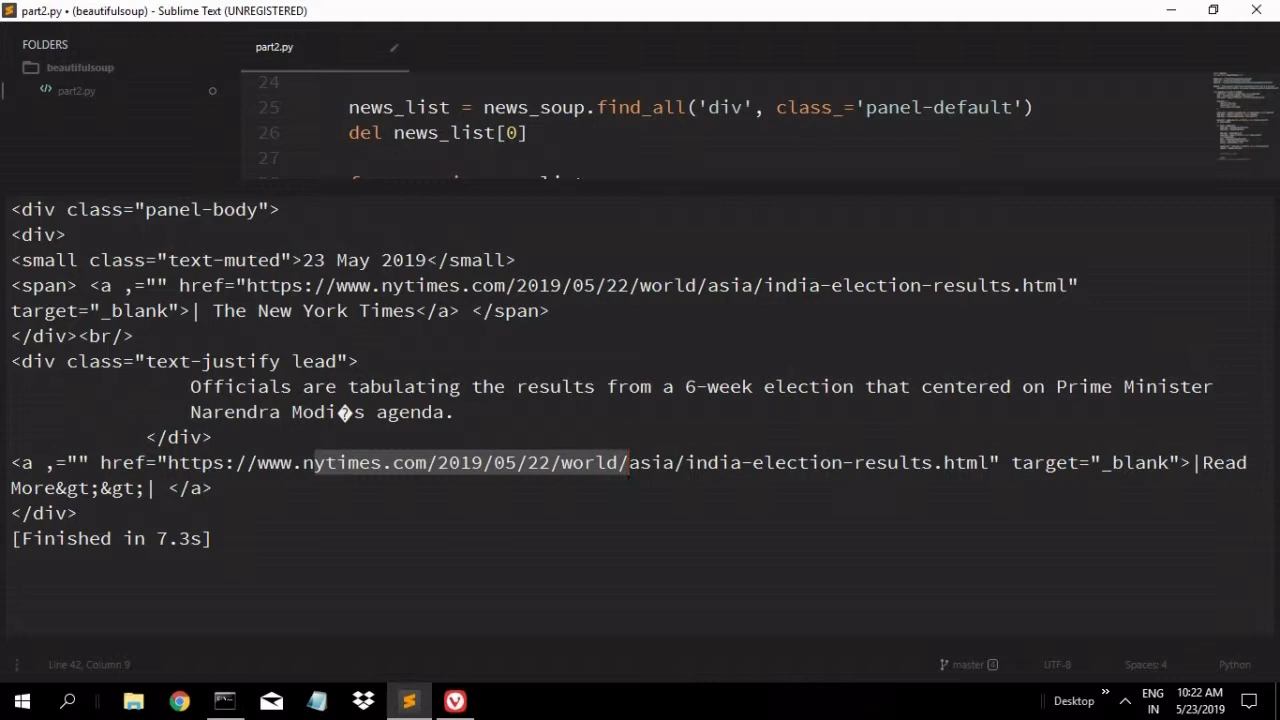 part2.py • (beautifulsoup) - Sublime Text (UNREGISTERED)
FOLDERS
beautifulsoup
part2.py
part2.py
24
25 news_list = news_soup.find_all('div', class_='panel-default')
26 del news_list[0]
27
<div class="panel-body">
<div>
<small class="text-muted">23 May 2019</small>
<span> <a ,="" href="https://www.nytimes.com/2019/05/22/world/asia/india-election-results.html"
target="_blank">| The New York Times</a> </span>
</div><br/>
<div class="text-justify lead">
Officials are tabulating the results from a 6-week election that centered on Prime Minister
Narendra Modi�s agenda.
</div>
<a ,="" href="https://www.nytimes.com/2019/05/22/world/asia/india-election-results.html" target="_blank">|Read
More&gt;&gt;| </a>
</div>
[Finished in 7.3s]
Line 42, Column 9
master 4
UTF-8
Spaces: 4
Python
Desktop
ENG
IN
10:22 AM
5/23/2019